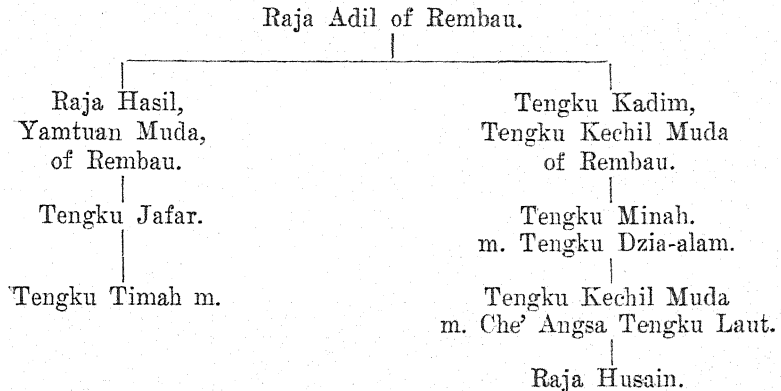 Raja Adil of Rembau.
Raja Hasil,
Yamtuan Muda,
of Rembau.
Tengku Kadim,
Tengku Kechil Muda
of Rembau.
Tengku Jafar.
Tengku Minah.
m. Tengku Dzia-alam.
Tengku Timah m.
Tengku Kechil Muda
m. Che' Angsa Tengku Laut.
Raja Husain.